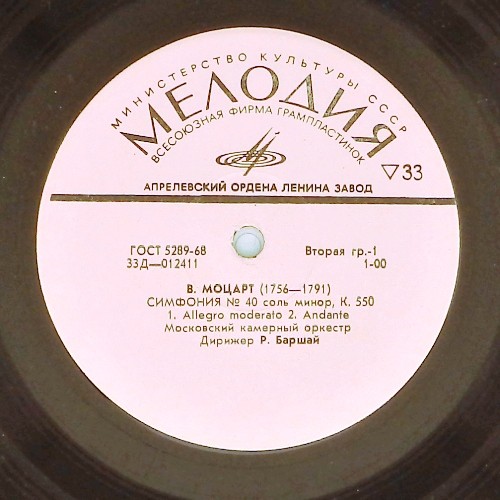 МИНИСТЕРСТВО КУЛЬТУРЫ СССР
МЕЛОДИЯ
ВСЕСОЮЗНАЯ ФИРМА ГРАМПЛАСТИНОК
▽33
АПРЕЛЕВСКИЙ ОРДЕНА ЛЕНИНА ЗАВОД
ГОСТ 5289-68 Вторая гр.-1
33Д—012411 1-00
В. МОЦАРТ (1756—1791)
СИМФОНИЯ № 40 соль минор, К. 550
1. Allegro moderato 2. Andante
Московский камерный оркестр
Дирижер Р. Баршай